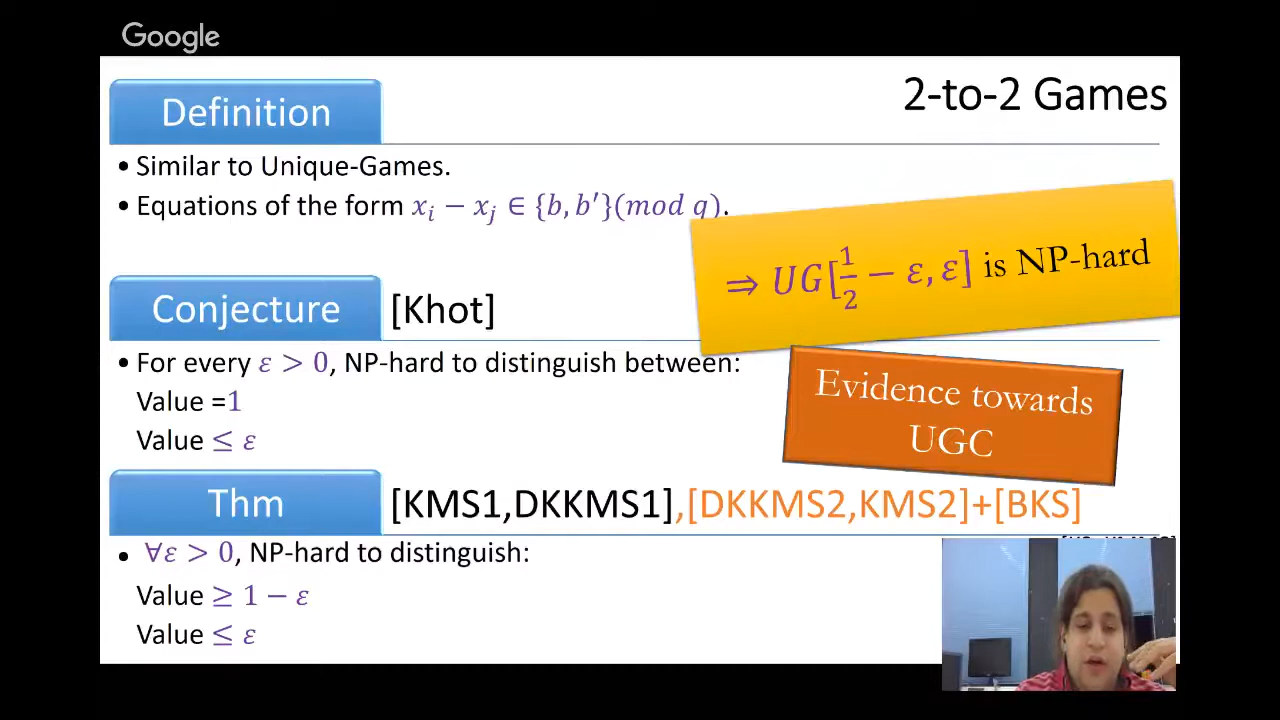 Google
2-to-2 Games
Definition
• Similar to Unique-Games.
• Equations of the form x_i − x_j ∈ {b, b′}(mod q).
⇒ UG[1/2 − ε, ε] is NP-hard
Conjecture [Khot]
• For every ε > 0, NP-hard to distinguish between:
Value =1
Value ≤ ε
Evidence towards
UGC
Thm [KMS1,DKKMS1],[DKKMS2,KMS2]+[BKS]
• ∀ε > 0, NP-hard to distinguish:
Value ≥ 1 − ε
Value ≤ ε